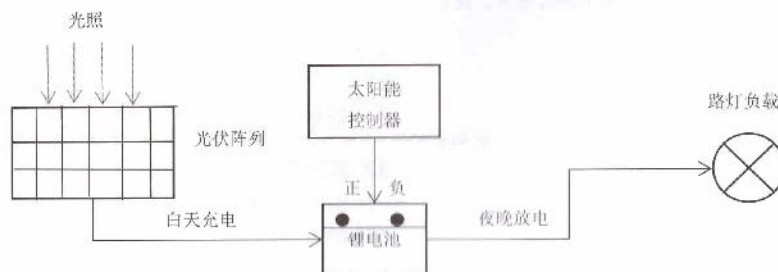 光照
太阳能
控制器
路灯负载
光伏阵列
正 负
白天充电
锂电池
夜晚放电